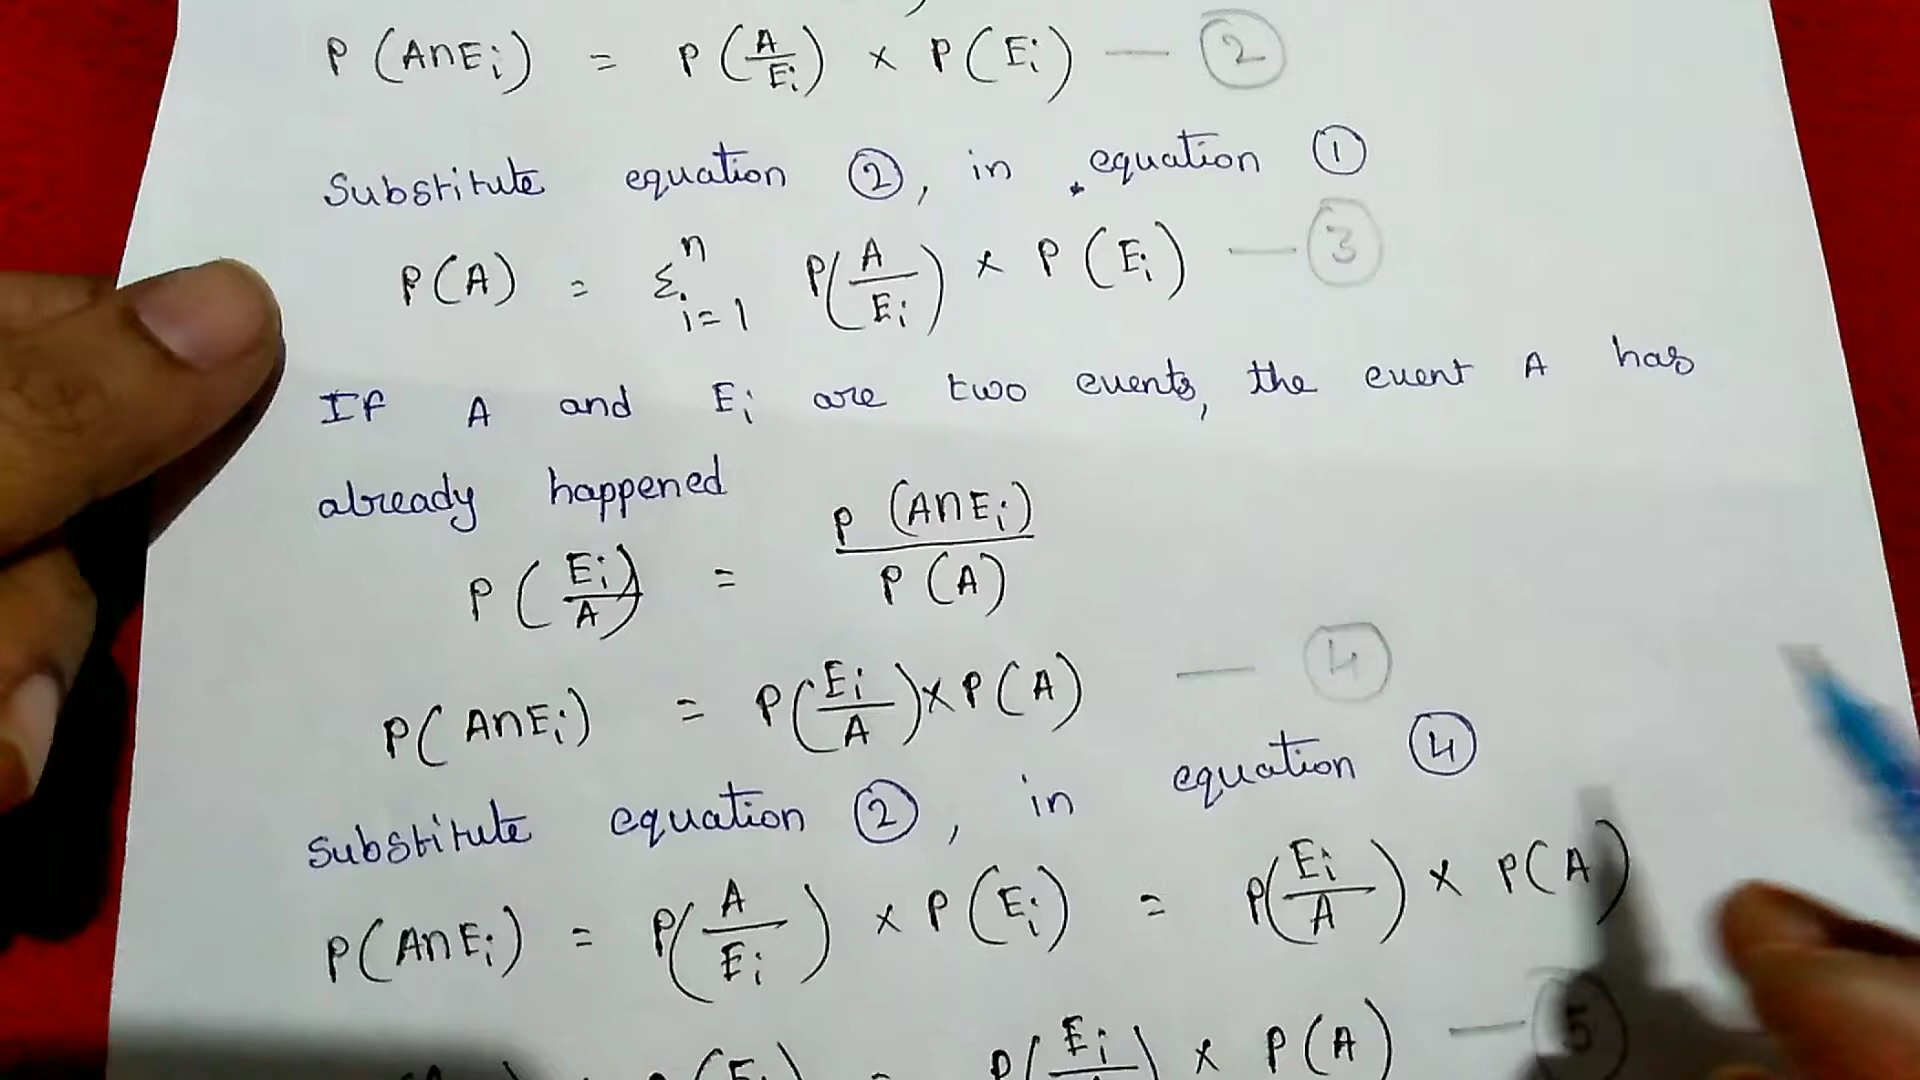 P(A∩Eᵢ) = P(A/Eᵢ) × P(Eᵢ) — ②
Substitute equation ②, in equation ①
P(A) = Σⁿᵢ₌₁ P(A/Eᵢ) × P(Eᵢ) — ③
If A and Eᵢ are two events, the event A has
already happened
P(Eᵢ/A) = P(A∩Eᵢ)/P(A)
P(A∩Eᵢ) = P(Eᵢ/A) × P(A) — ④
substitute equation ②, in equation ④
P(A∩Eᵢ) = P(A/Eᵢ) × P(Eᵢ) = P(Eᵢ/A) × P(A)
(Eᵢ) = P(Eᵢ/) × P(A) — ⑤